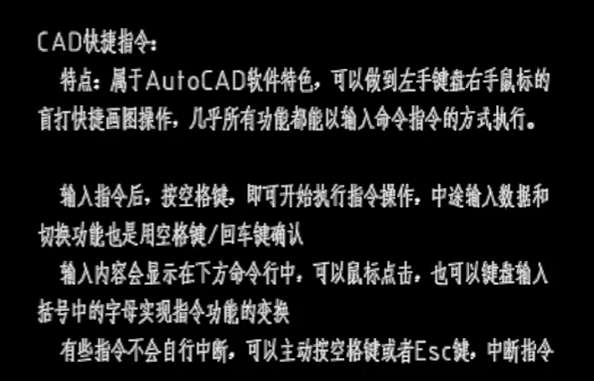 CAD快捷指令:
特点: 属于AutoCAD软件特色, 可以做到左手键盘右手鼠标的
盲打快捷画图操作, 几乎所有功能都能以输入命令指令的方式执行。
输入指令后, 按空格键, 即可开始执行指令操作, 中途输入数据和
切换功能也是用空格键/回车键确认
输入内容会显示在下方命令行中, 可以鼠标点击, 也可以键盘输入
括号中的字母实现指令功能的变换
有些指令不会自行中断, 可以主动按空格键或者Esc键, 中断指令